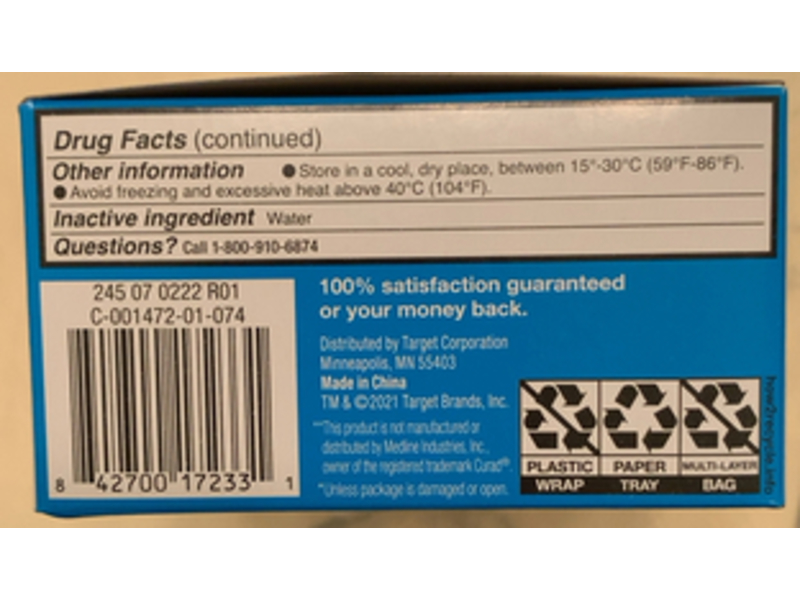 Drug Facts (continued)
Other information ● Store in a cool, dry place, between 15°-30°C (59°F-86°F).
● Avoid freezing and excessive heat above 40°C (104°F).
Inactive ingredient Water
Questions? Call 1-800-910-6874
245 07 0222 R01
C-001472-01-074
8 42700 17233 1
100% satisfaction guaranteed
or your money back.
Distributed by Target Corporation
Minneapolis, MN 55403
Made in China
TM & ©2021 Target Brands, Inc.
**This product is not manufactured or
distributed by Medline Industries, Inc.,
owner of the registered trademark Curad®.
*Unless package is damaged or open.
PLASTIC PAPER MULTI-LAYER
WRAP TRAY BAG
how2recycle.info